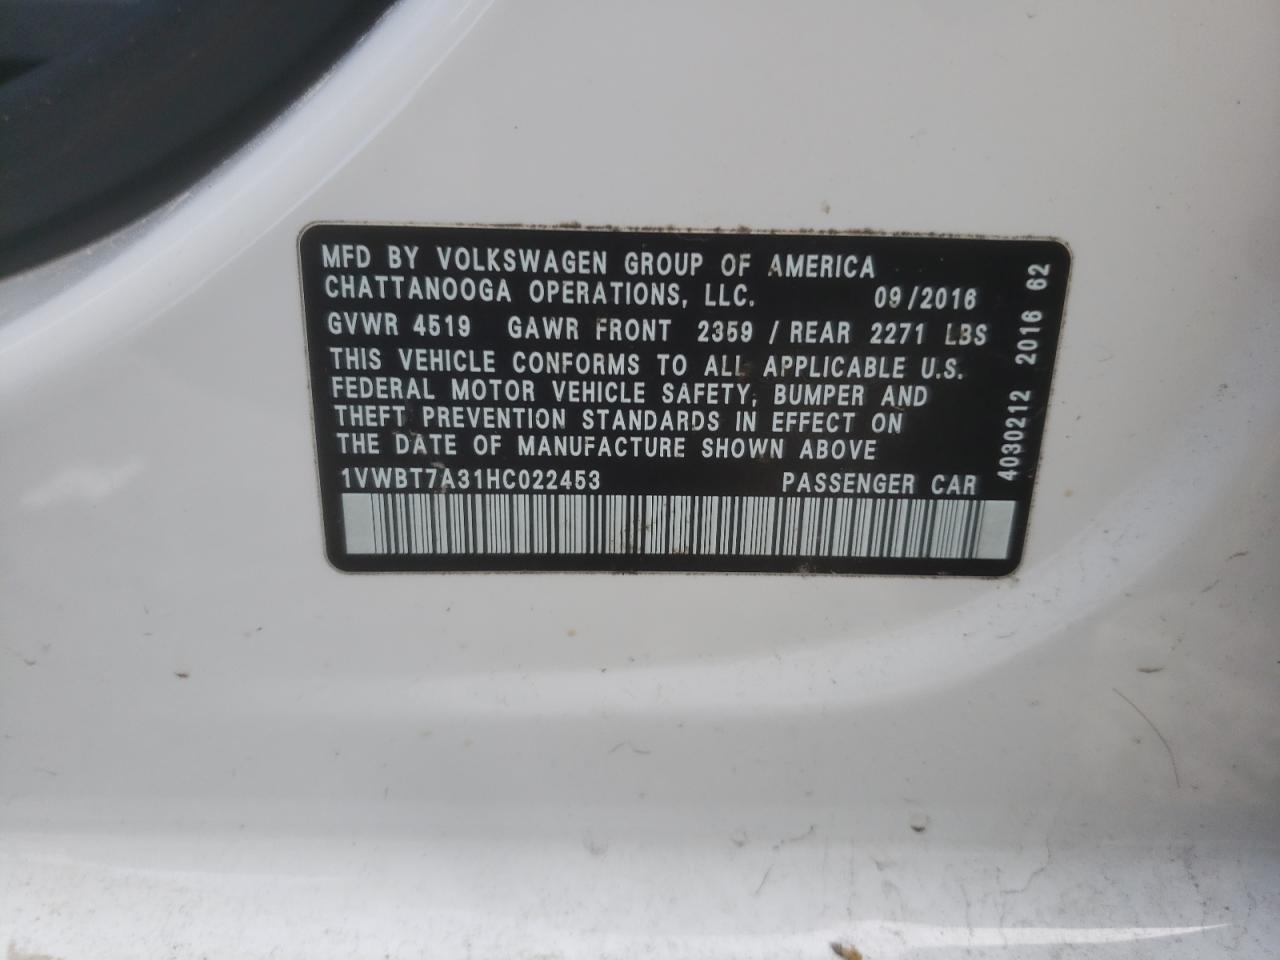 MFD BY VOLKSWAGEN GROUP OF AMERICA
CHATTANOOGA OPERATIONS, LLC. 09/2016
GVWR 4519 GAWR FRONT 2359 / REAR 2271 LBS
THIS VEHICLE CONFORMS TO ALL APPLICABLE U.S.
FEDERAL MOTOR VEHICLE SAFETY, BUMPER AND
THEFT PREVENTION STANDARDS IN EFFECT ON
THE DATE OF MANUFACTURE SHOWN ABOVE
1VWBT7A31HC022453 PASSENGER CAR
4030212 2016 62